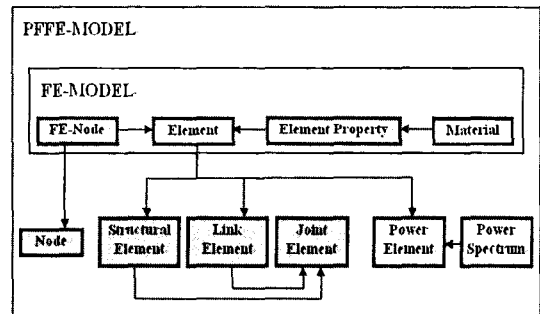 PFFE-MODEL
FE-MODEL
FE-Node Element Element Property Material
Node
Structural Element
Link Element
Joint Element
Power Element
Power Spectrum